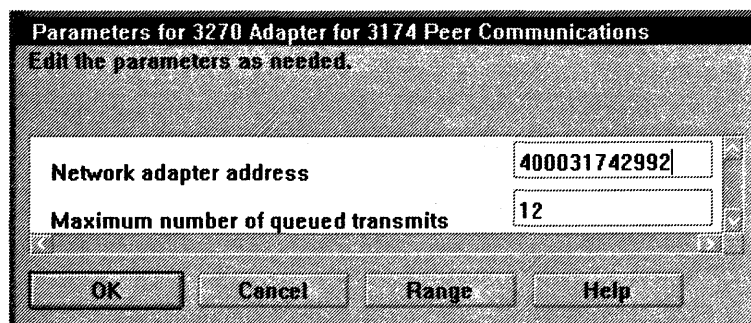 Parameters for 3270 Adapter for 3174 Peer Communications
Edit the parameters as needed.
Network adapter address 400031742992
Maximum number of queued transmits 12
OK Cancel Range Help